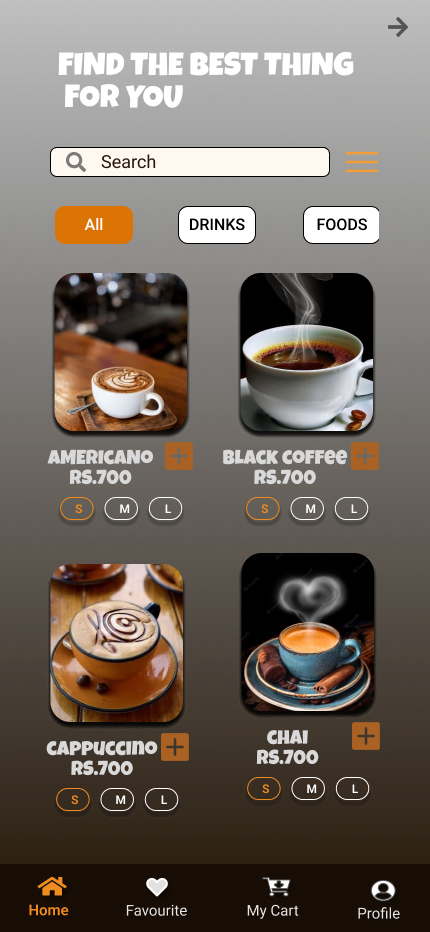 FIND THE BEST THING
FOR YOU
Search
All
DRINKS
FOODS
AMERICANO
RS.700
S
M
L
BLACK COFFee
RS.700
S
M
L
CAPPUCCINO
RS.700
S
M
L
CHAI
RS.700
S
M
L
Home
Favourite
My Cart
Profile